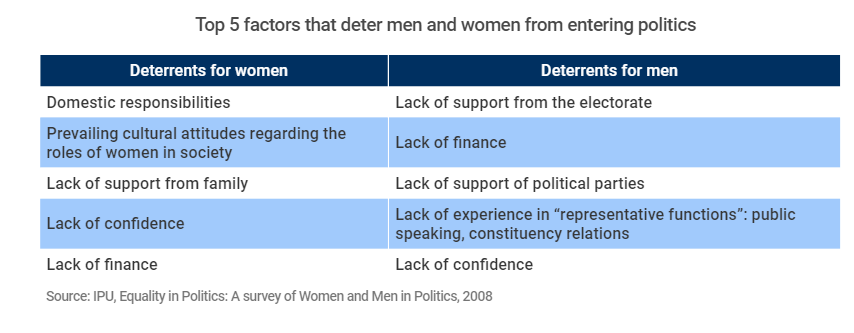 Top 5 factors that deter men and women from entering politics
Deterrents for women
Deterrents for men
Domestic responsibilities
Lack of support from the electorate
Prevailing cultural attitudes regarding the
roles of women in society
Lack of finance
Lack of support from family
Lack of support of political parties
Lack of confidence
Lack of experience in “representative functions”: public
speaking, constituency relations
Lack of finance
Lack of confidence
Source: IPU, Equality in Politics: A survey of Women and Men in Politics, 2008